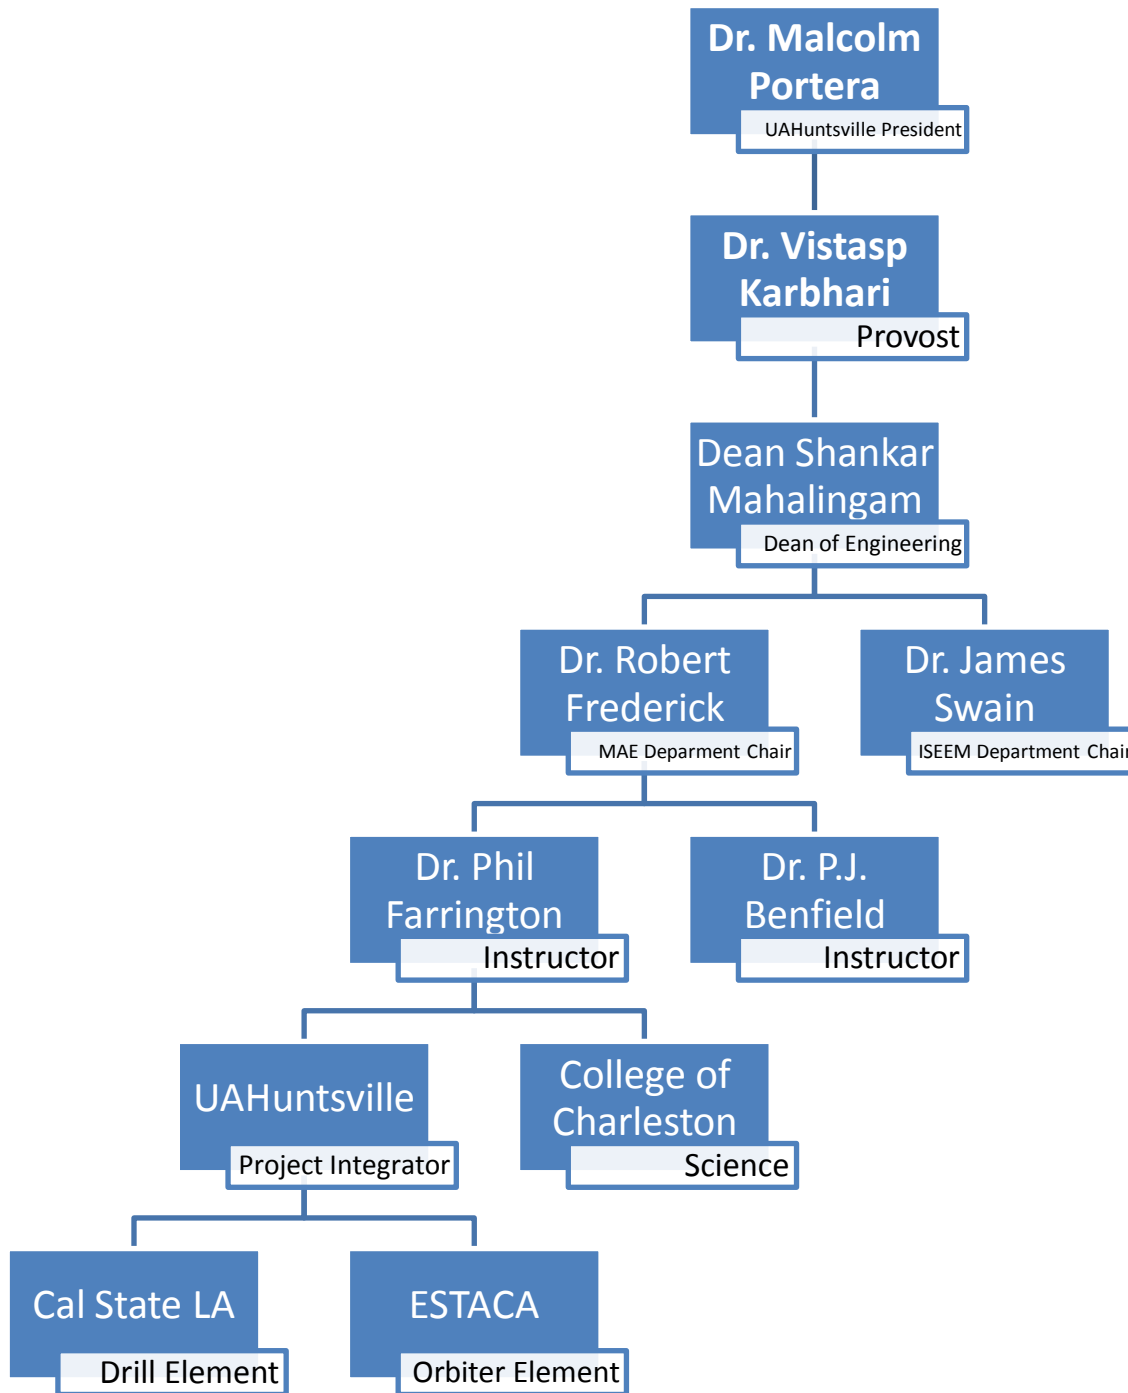 Dr. Malcolm
Portera
UAHuntsville President
Dr. Vistasp
Karbhari
Provost
Dean Shankar
Mahalingam
Dean of Engineering
Dr. Robert
Frederick
MAE Deparment Chair
Dr. James
Swain
ISEEM Department Chair
Dr. Phil
Farrington
Instructor
Dr. P.J.
Benfield
Instructor
UAHuntsville
Project Integrator
College of
Charleston
Science
Cal State LA
Drill Element
ESTACA
Orbiter Element